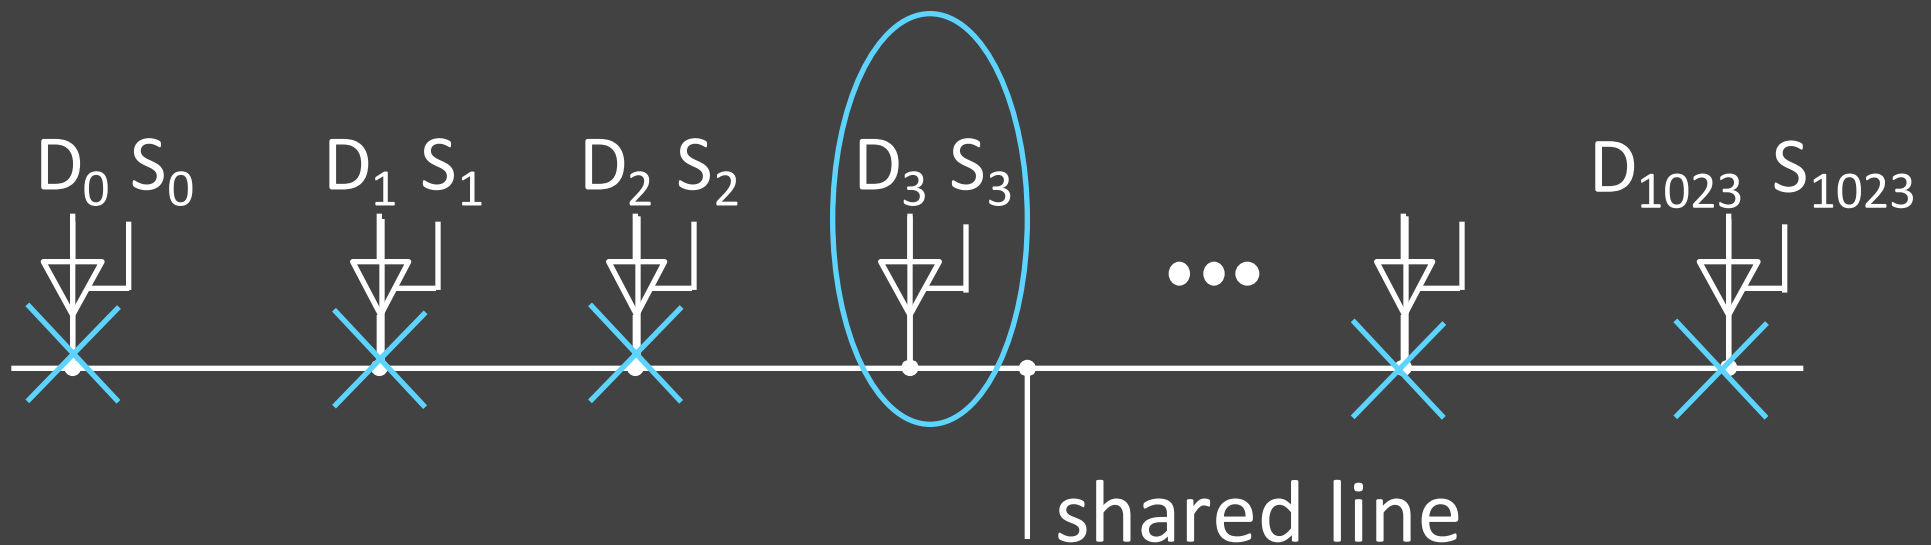 D₀ S₀ D₁ S₁ D₂ S₂ D₃ S₃ ••• D₁₀₂₃ S₁₀₂₃
shared line